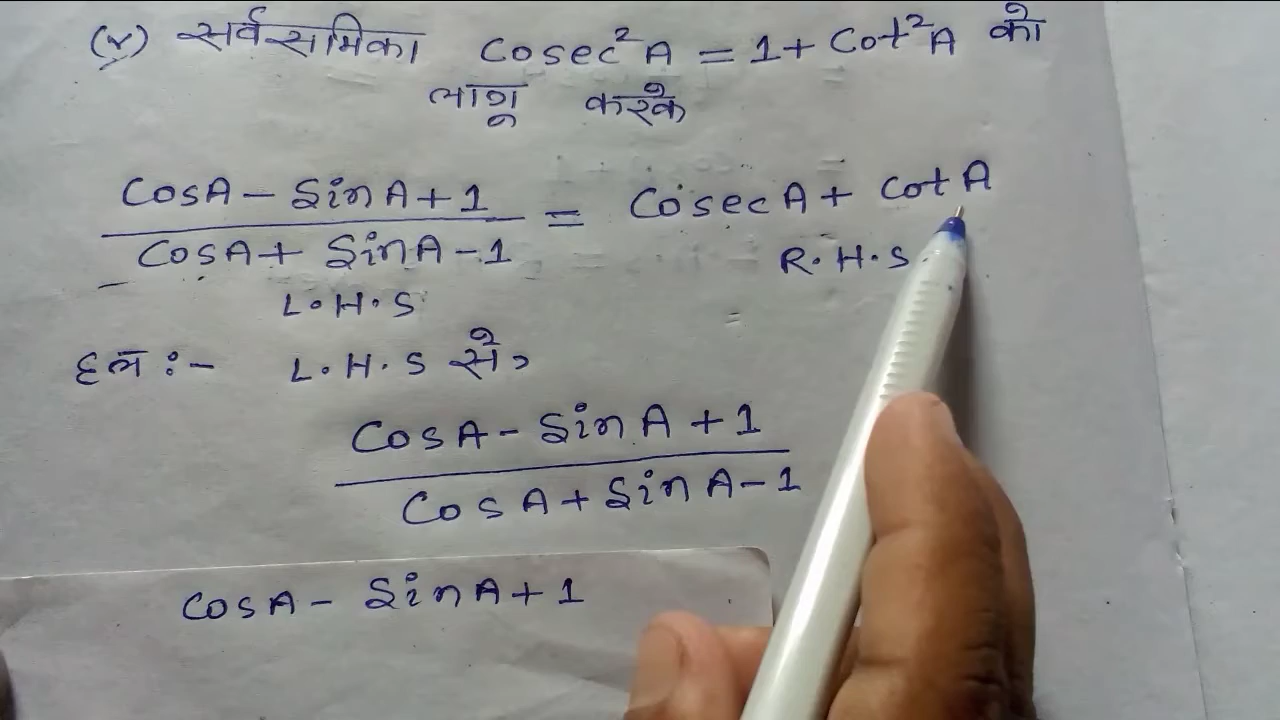 (v) सर्वसमिका Cosec²A = 1 + Cot²A को
लागू करके
CosA - SinA + 1 / CosA + SinA - 1 = CosecA + CotA
L.H.S R.H.S.
हल :- L.H.S से,
CosA - SinA + 1
CosA + SinA - 1
CosA - SinA + 1